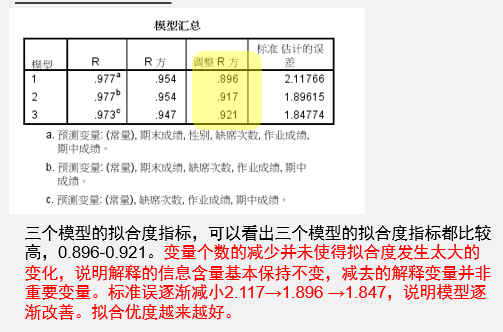 模型汇总
模型 R R 方 调整 R 方 标准 估计的误差
1 .977a .954 .896 2.11766
2 .977b .954 .917 1.89615
3 .973c .947 .921 1.84774
a. 预测变量: (常量), 期末成绩, 性别, 缺席次数, 作业成绩,
期中成绩。
b. 预测变量: (常量), 期末成绩, 缺席次数, 作业成绩, 期中
成绩。
c. 预测变量: (常量), 缺席次数, 作业成绩, 期中成绩。
三个模型的拟合度指标，可以看出三个模型的拟合度指标都比较
高，0.896-0.921。变量个数的减少并未使得拟合度发生太大的
变化，说明解释的信息含量基本保持不变，减去的解释变量并非
重要变量。标准误逐渐减小2.117→1.896 →1.847，说明模型逐
渐改善。拟合优度越来越好。